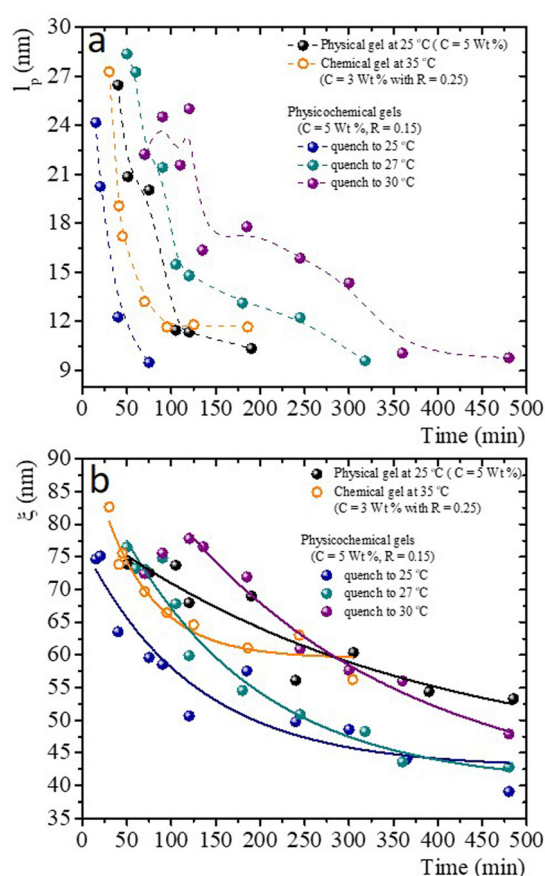 a
l_p (nm)
30
27
24
21
18
15
12
9
Physical gel at 25 °C ( C = 5 Wt %)
Chemical gel at 35 °C
(C = 3 Wt % with R = 0.25)
Physicochemical gels
(C = 5 Wt %, R = 0.15)
quench to 25 °C
quench to 27 °C
quench to 30 °C
0 50 100 150 200 250 300 350 400 450 500
Time (min)
b
ξ (nm)
90
85
80
75
70
65
60
55
50
45
40
35
Physical gel at 25 °C ( C = 5 Wt %)
Chemical gel at 35 °C
(C = 3 Wt % with R = 0.25)
Physicochemical gels
(C = 5 Wt %, R = 0.15)
quench to 25 °C
quench to 27 °C
quench to 30 °C
0 50 100 150 200 250 300 350 400 450 500
Time (min)